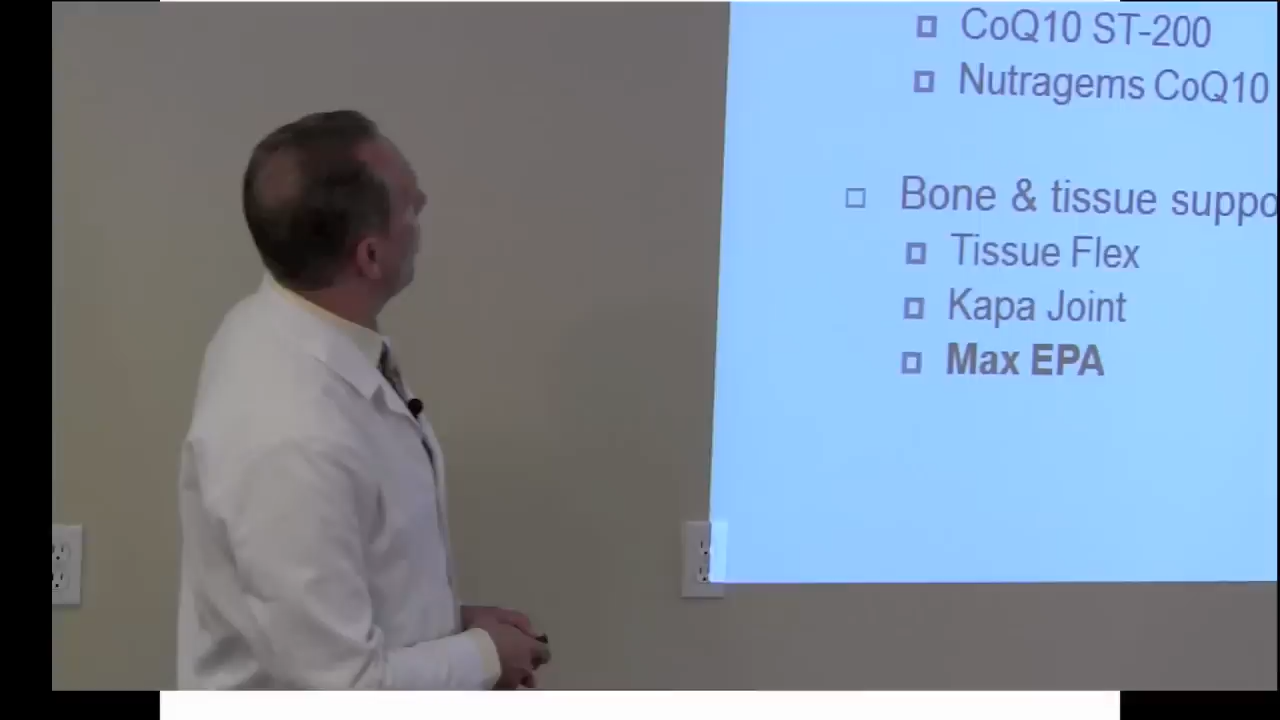 CoQ10 ST-200
Nutragems CoQ10
Bone & tissue suppo
Tissue Flex
Kapa Joint
Max EPA